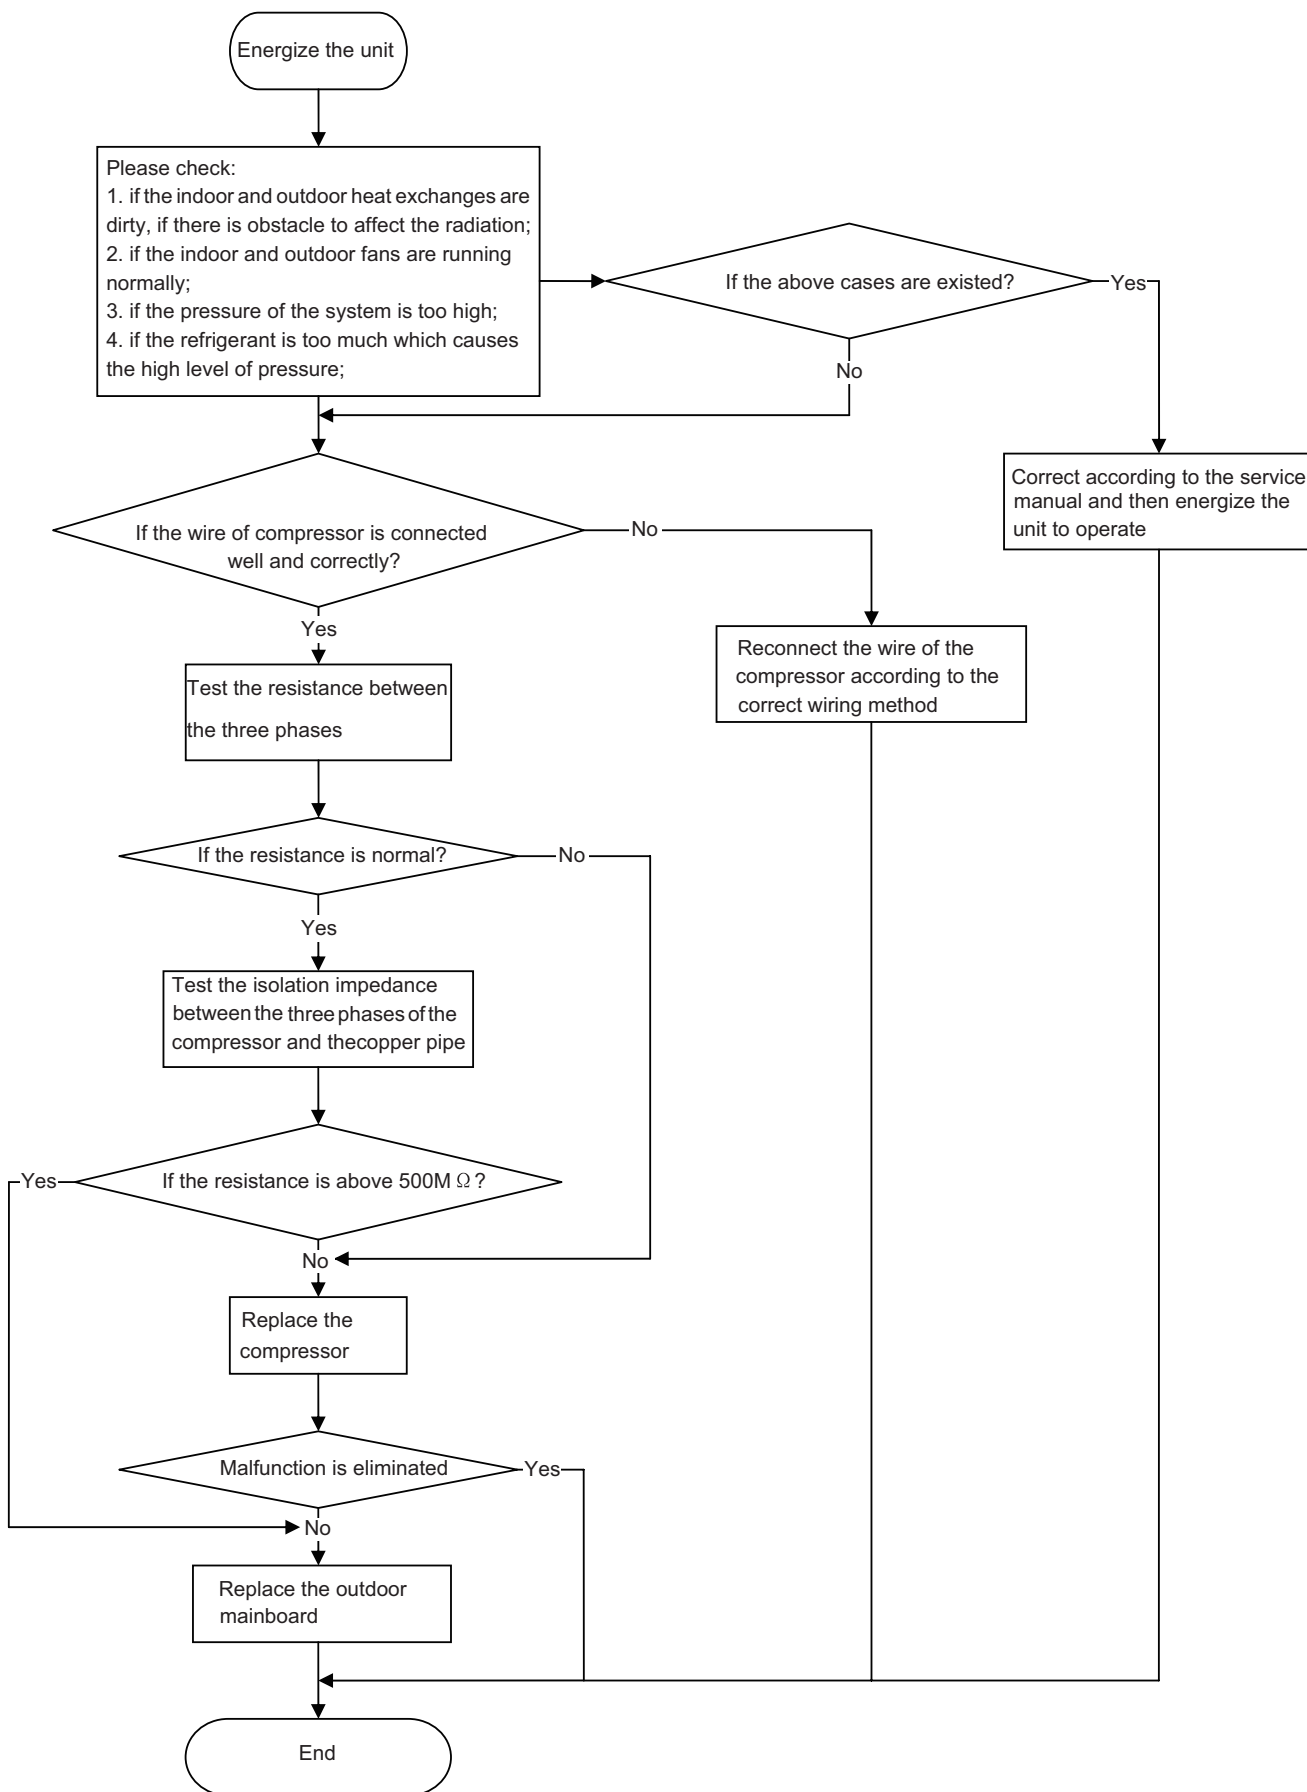 Energize the unit
Please check:
1. if the indoor and outdoor heat exchanges are
dirty, if there is obstacle to affect the radiation;
2. if the indoor and outdoor fans are running
normally;
3. if the pressure of the system is too high;
4. if the refrigerant is too much which causes
the high level of pressure;
If the above cases are existed?
Yes
No
Correct according to the service
manual and then energize the
unit to operate
If the wire of compressor is connected
well and correctly?
No
Yes
Reconnect the wire of the
compressor according to the
correct wiring method
Test the resistance between
the three phases
If the resistance is normal?
No
Yes
Test the isolation impedance
between the three phases of the
compressor and thecopper pipe
If the resistance is above 500M Ω ?
Yes
No
Replace the
compressor
Malfunction is eliminated
Yes
No
Replace the outdoor
mainboard
End